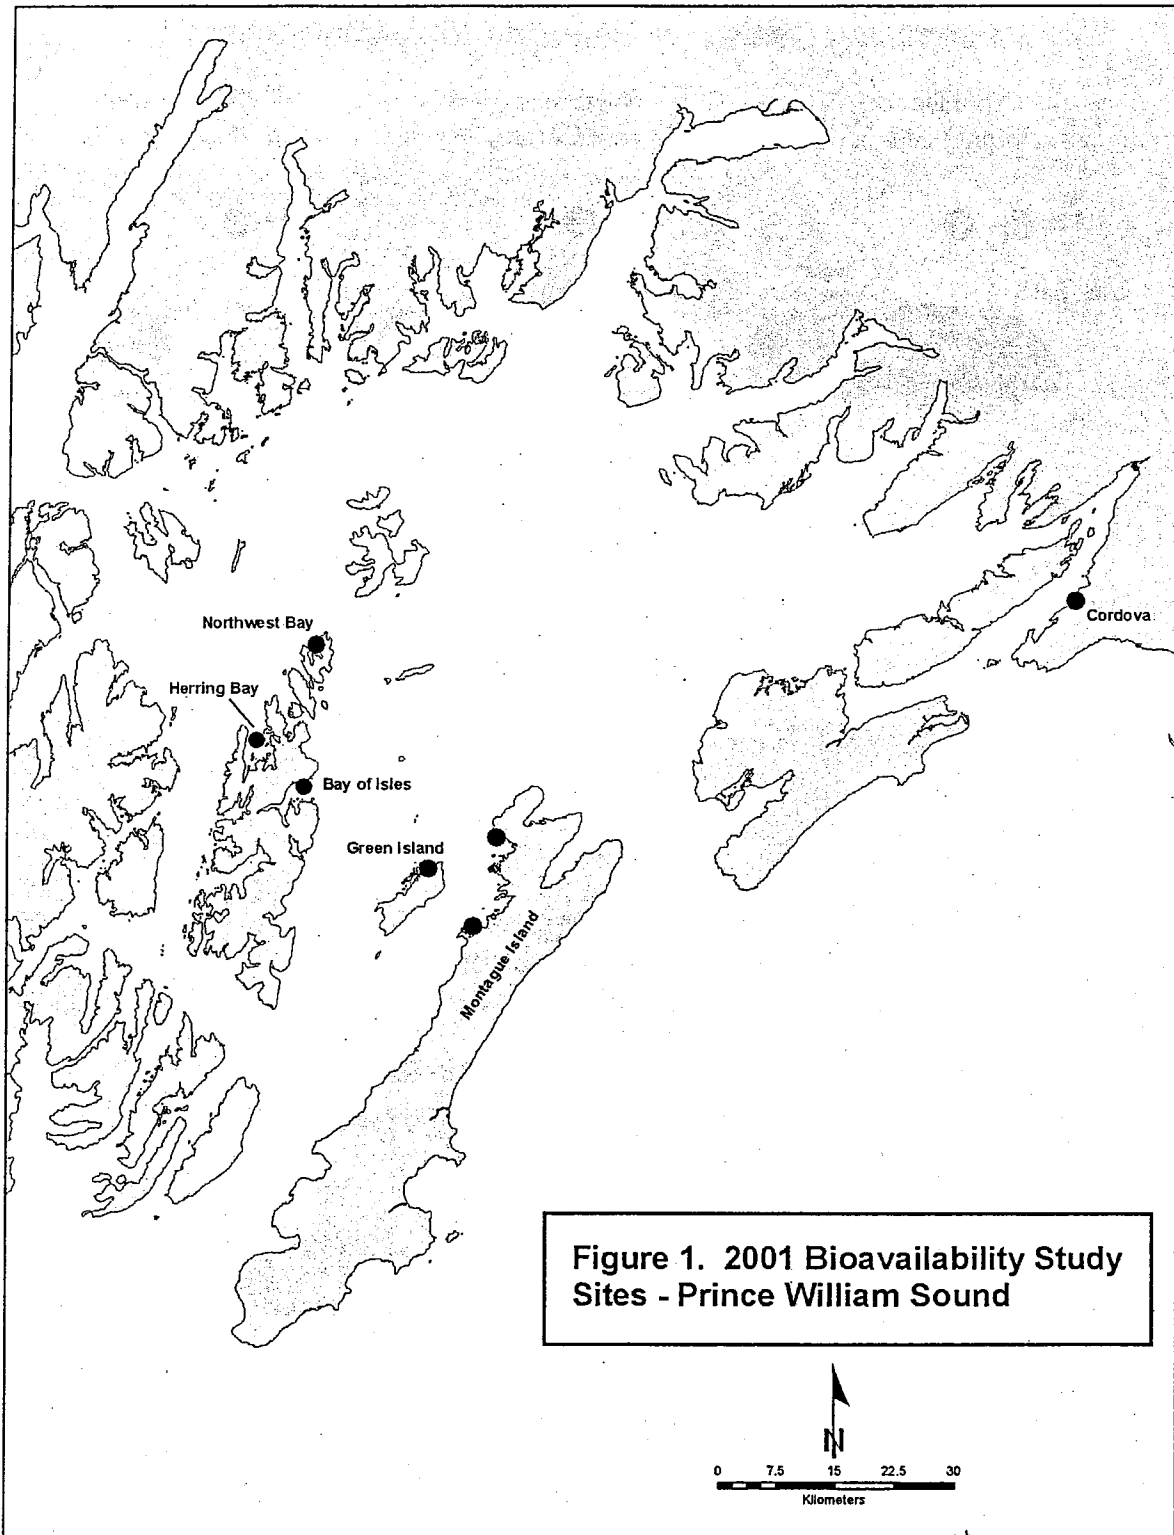 Northwest Bay
Herring Bay
Bay of Isles
Green Island
Montague Island
Cordova
Figure 1. 2001 Bioavailability Study
Sites - Prince William Sound
N
0 7.5 15 22.5 30
Kilometers